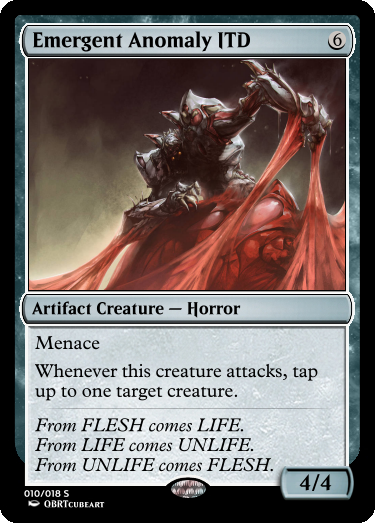 Emergent Anomaly ITD 6
Artifact Creature — Horror
Menace
Whenever this creature attacks, tap
up to one target creature.
From FLESH comes LIFE.
From LIFE comes UNLIFE.
From UNLIFE comes FLESH.
4/4
010/018 S
OBRTcubeart